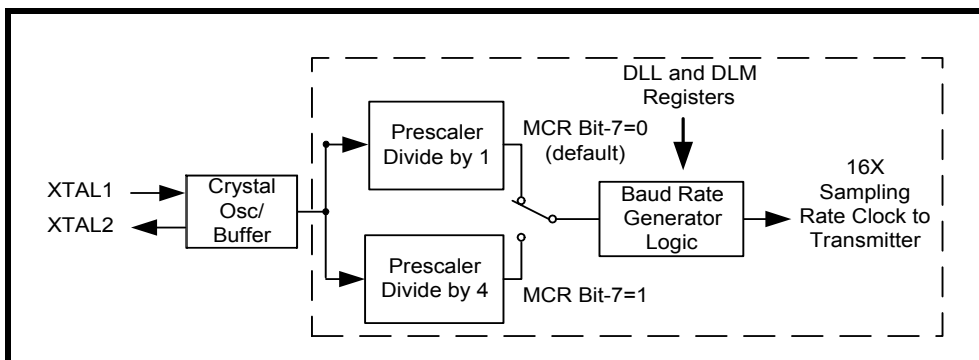 XTAL1
XTAL2
Crystal
Osc/
Buffer
Prescaler
Divide by 1
Prescaler
Divide by 4
MCR Bit-7=0
(default)
MCR Bit-7=1
DLL and DLM
Registers
Baud Rate
Generator
Logic
16X
Sampling
Rate Clock to
Transmitter